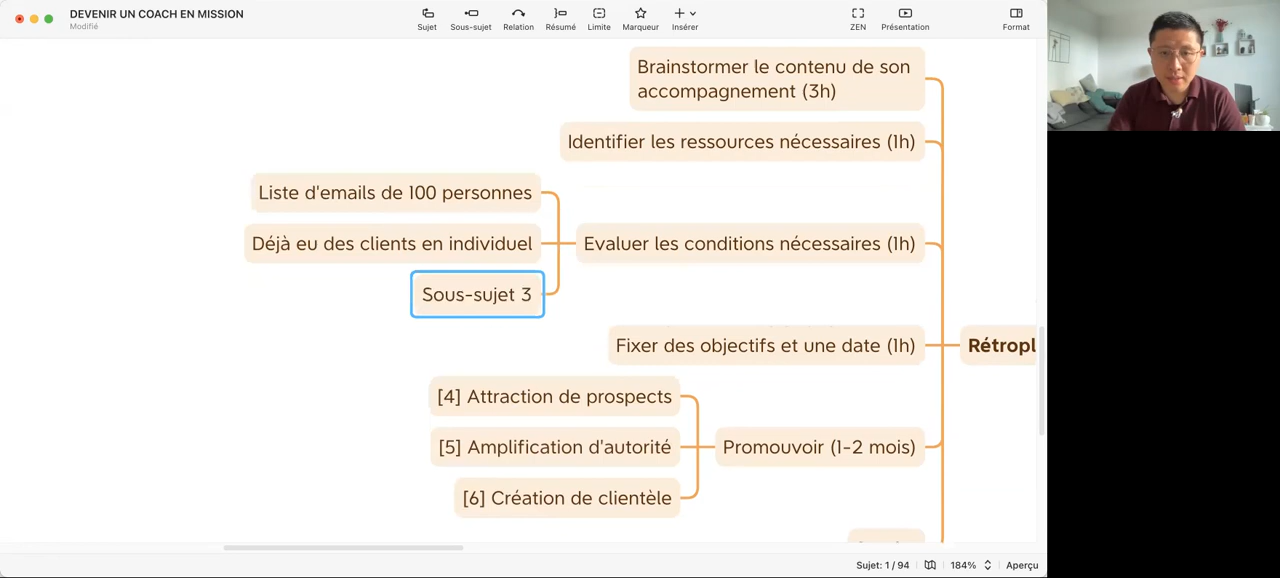 DEVENIR UN COACH EN MISSION
Modifié
Sujet
Sous-sujet
Relation
Résumé
Limite
Marqueur
Insérer
ZEN
Présentation
Format
Brainstormer le contenu de son
accompagnement (3h)
Identifier les ressources nécessaires (1h)
Liste d'emails de 100 personnes
Déjà eu des clients en individuel
Evaluer les conditions nécessaires (1h)
Sous-sujet 3
Fixer des objectifs et une date (1h)
Rétropl
[4] Attraction de prospects
[5] Amplification d'autorité
Promouvoir (1-2 mois)
[6] Création de clientèle
Sujet: 1 / 94
184%
Aperçu